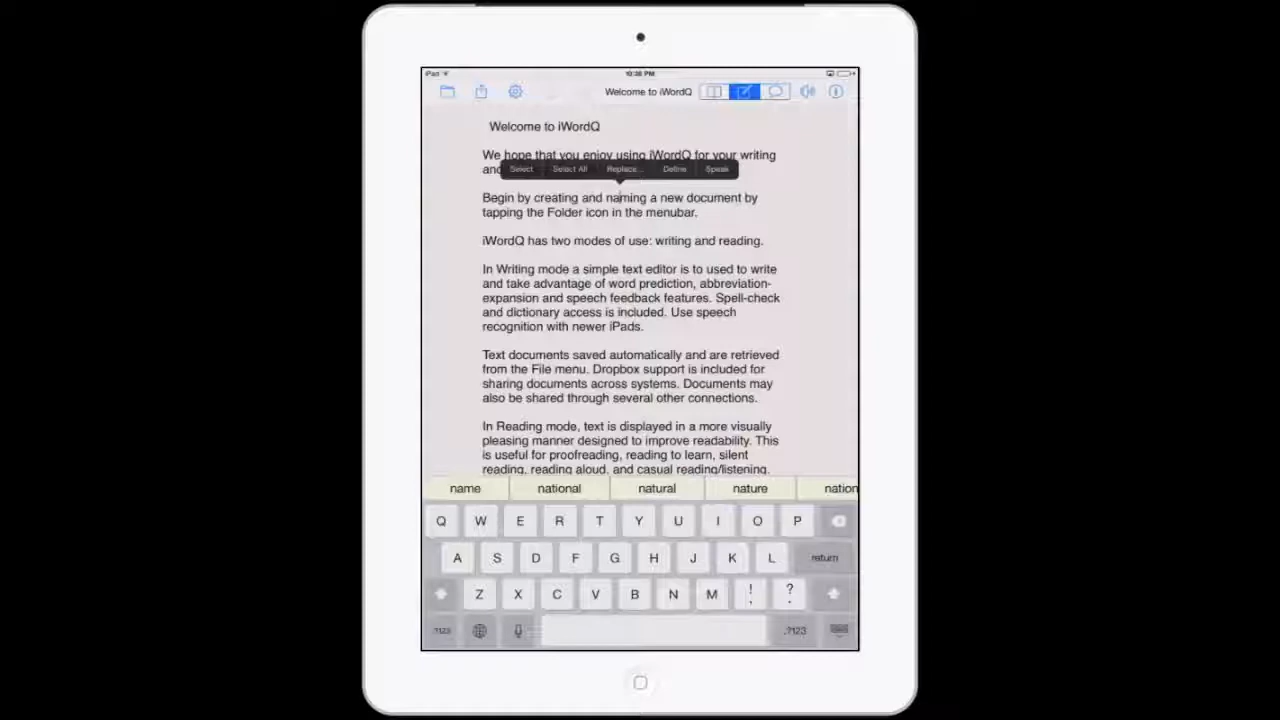 iPad
10:38 PM
Welcome to iWordQ
Welcome to iWordQ
We hope that you enjoy using iWordQ for your writing
and
Select Select All Replace... Define Speak
Begin by creating and naming a new document by
tapping the Folder icon in the menubar.
iWordQ has two modes of use: writing and reading.
In Writing mode a simple text editor is to used to write
and take advantage of word prediction, abbreviation-
expansion and speech feedback features. Spell-check
and dictionary access is included. Use speech
recognition with newer iPads.
Text documents saved automatically and are retrieved
from the File menu. Dropbox support is included for
sharing documents across systems. Documents may
also be shared through several other connections.
In Reading mode, text is displayed in a more visually
pleasing manner designed to improve readability. This
is useful for proofreading, reading to learn, silent
reading, reading aloud, and casual reading/listening.
name national natural nature nation
Q W E R T Y U I O P
A S D F G H J K L return
Z X C V B N M ! , ? .
.?123 .?123